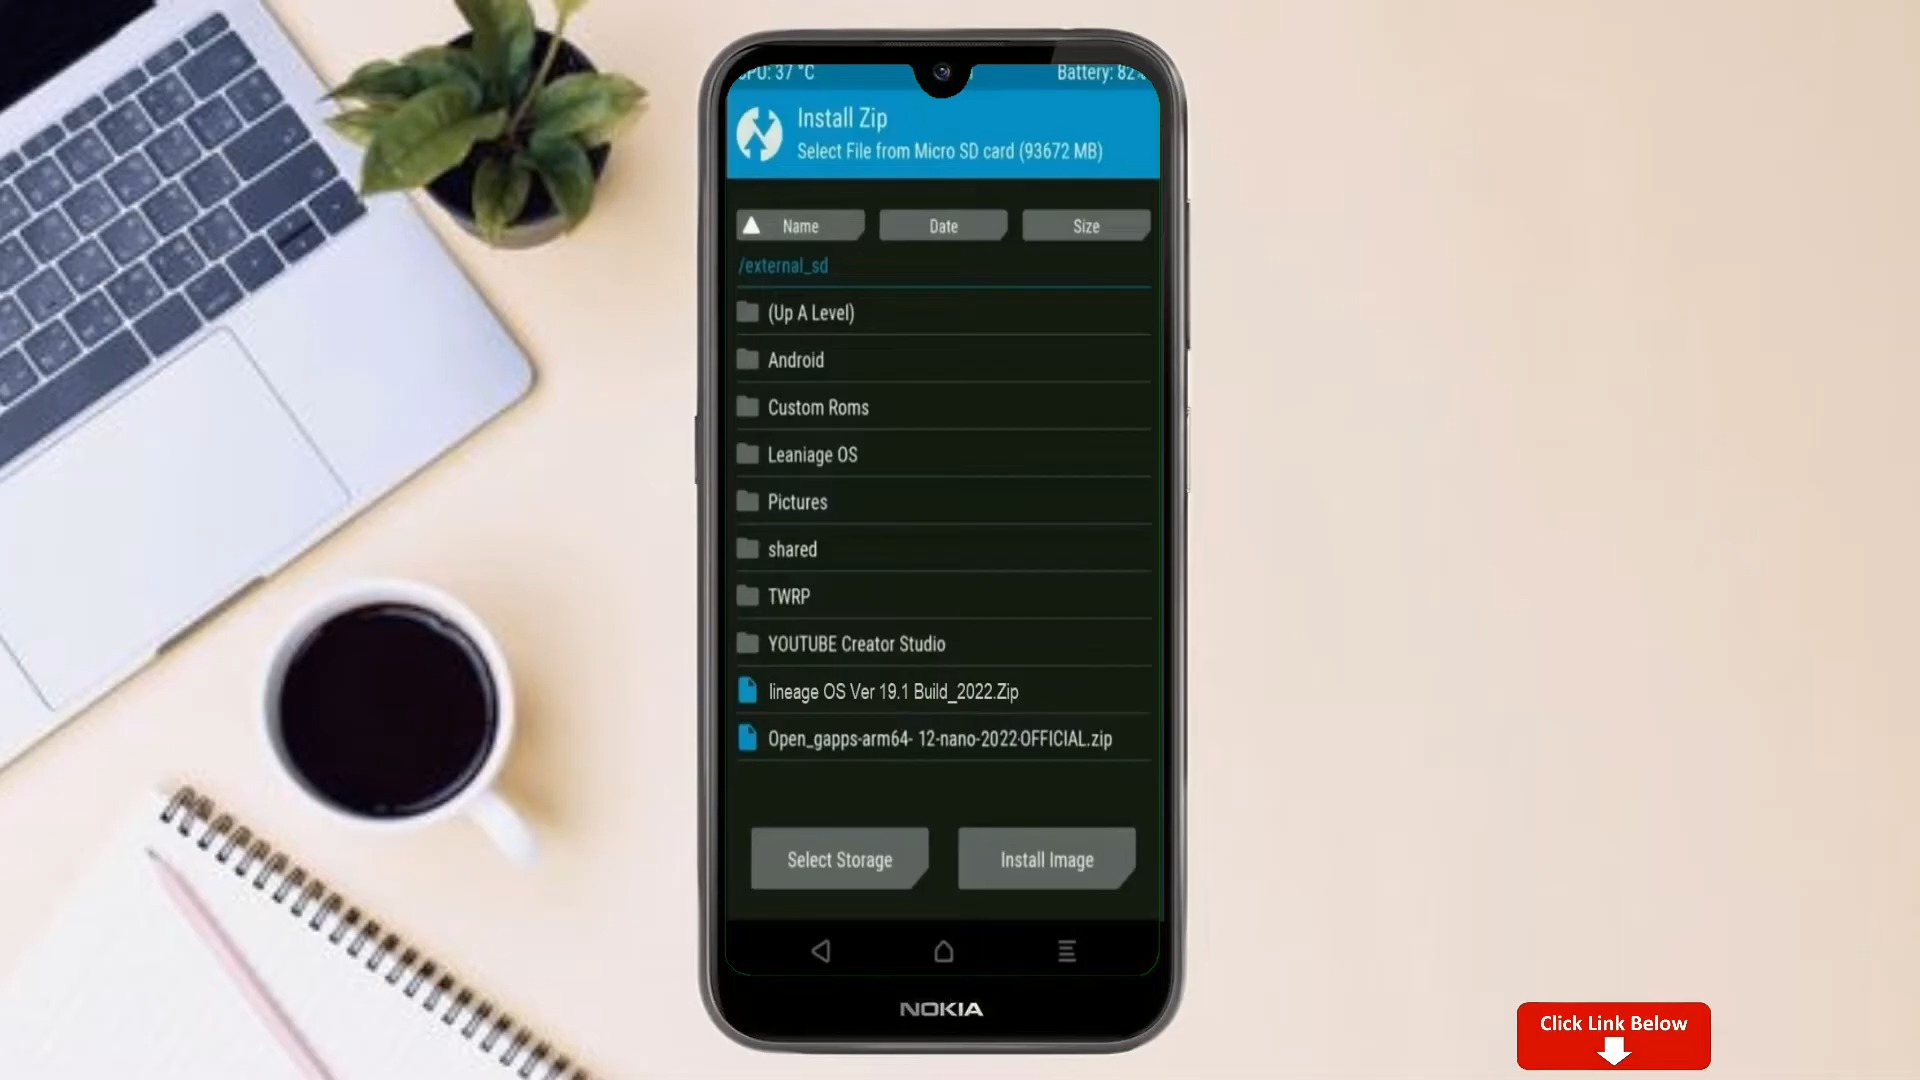 CPU: 37 °C
Battery: 82%
Install Zip
Select File from Micro SD card (93672 MB)
Name
Date
Size
/external_sd
(Up A Level)
Android
Custom Roms
Leaniage OS
Pictures
shared
TWRP
YOUTUBE Creator Studio
lineage OS Ver 19.1 Build_2022.Zip
Open_gapps-arm64- 12-nano-2022-OFFICIAL.zip
Select Storage
Install Image
NOKIA
Click Link Below